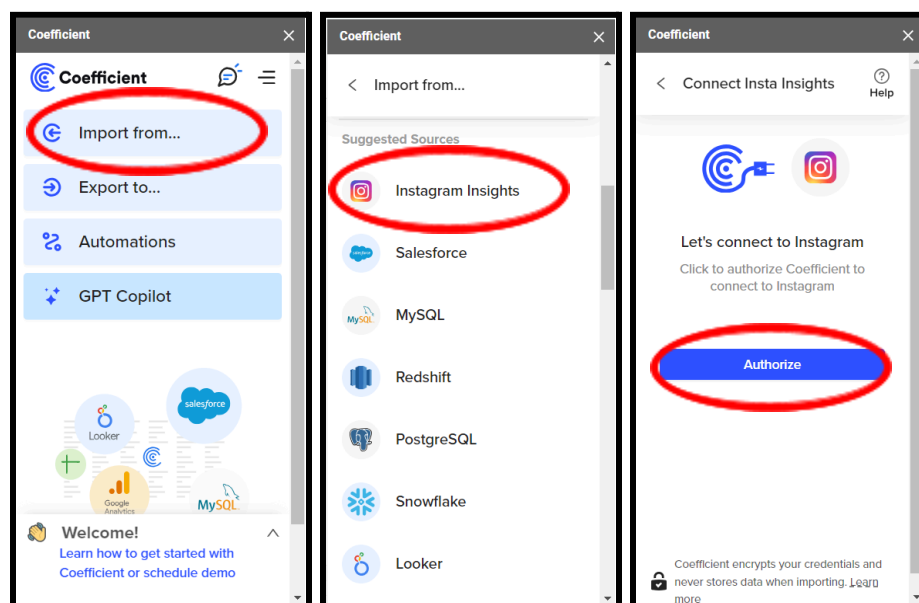 Coefficient
Coefficient
Import from...
Export to...
Automations
GPT Copilot
Looker
salesforce
Google
Analytics
MySQL
Welcome!
Learn how to get started with
Coefficient or schedule demo
Coefficient
Import from...
Suggested Sources
Instagram Insights
salesforce
Salesforce
MySQL
MySQL
Redshift
PostgreSQL
Snowflake
Looker
Coefficient
Connect Insta Insights
Help
Let's connect to Instagram
Click to authorize Coefficient to
connect to Instagram
Authorize
Coefficient encrypts your credentials and
never stores data when importing. Learn
more